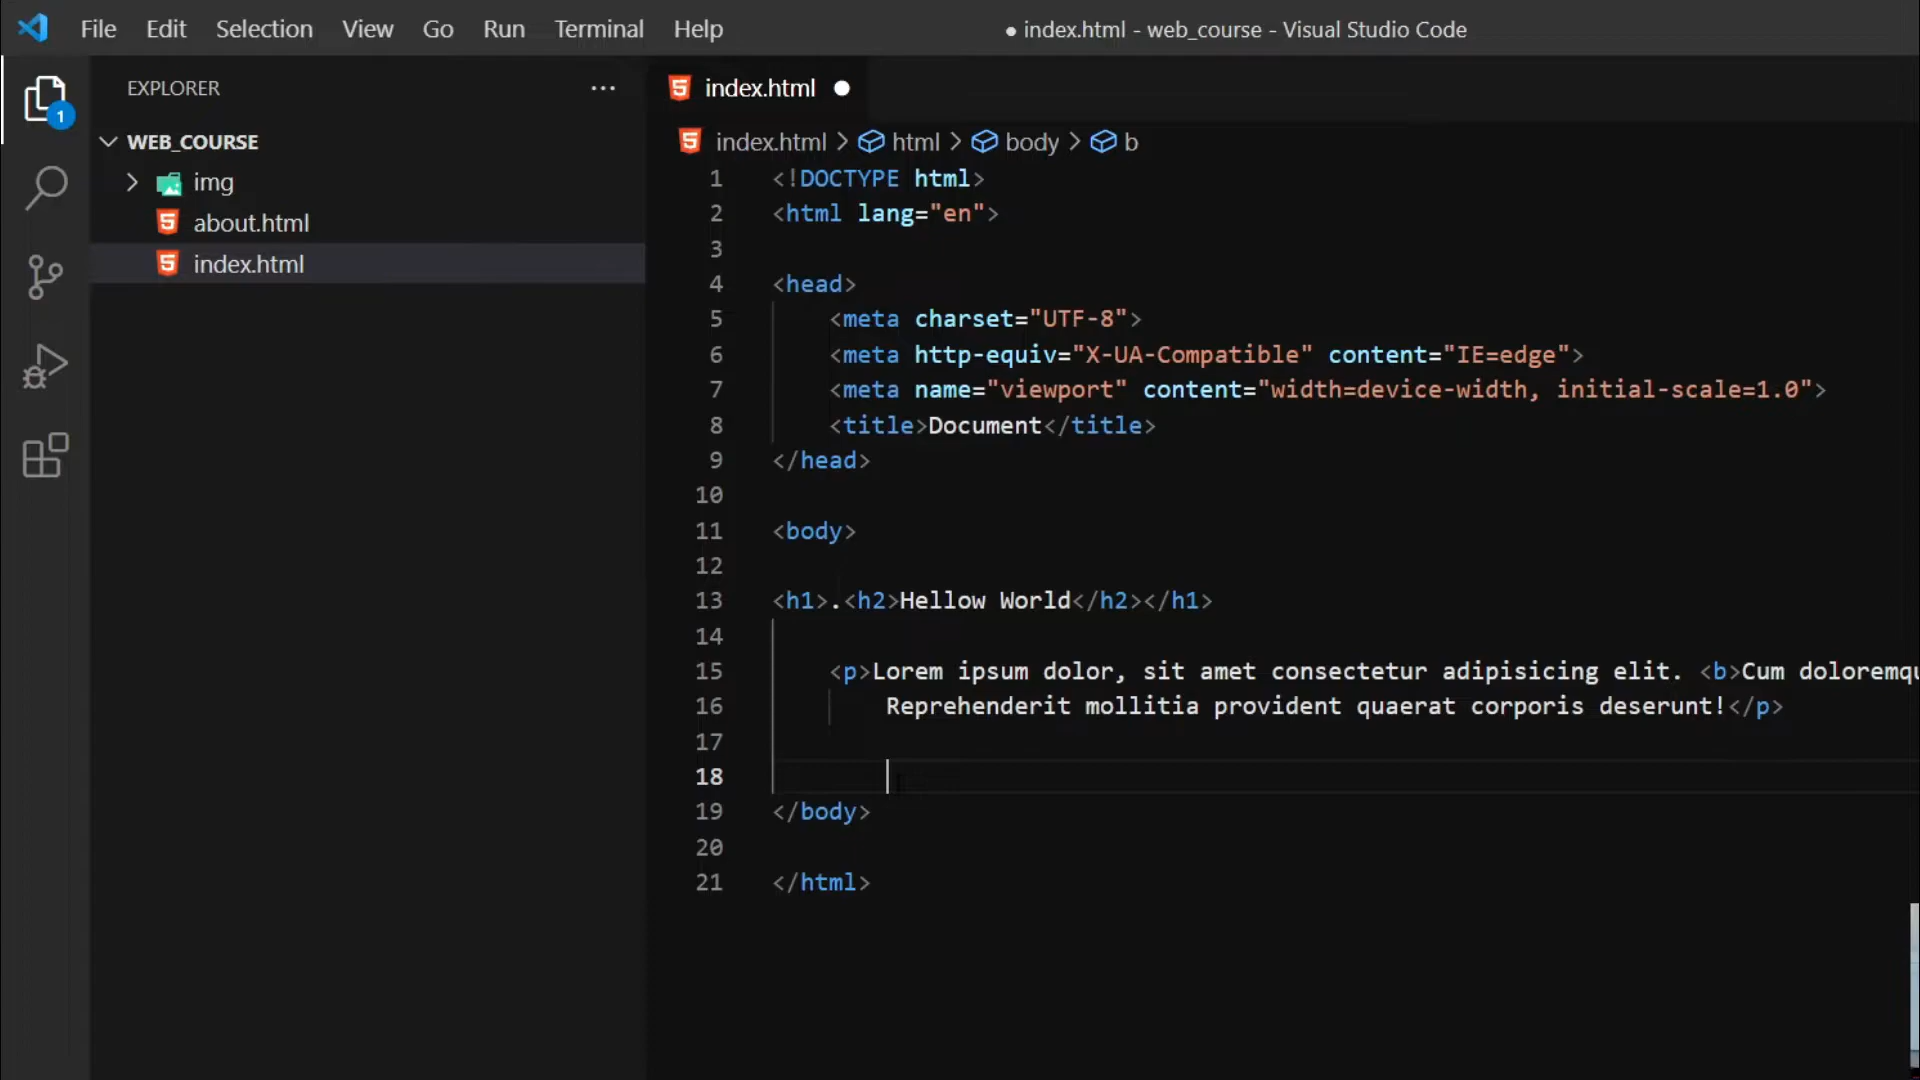 File Edit Selection View Go Run Terminal Help
● index.html - web_course - Visual Studio Code
EXPLORER
index.html
1
WEB_COURSE
index.html > html > body > b
img
about.html
index.html
1 <!DOCTYPE html>
2 <html lang="en">
3
4 <head>
5 <meta charset="UTF-8">
6 <meta http-equiv="X-UA-Compatible" content="IE=edge">
7 <meta name="viewport" content="width=device-width, initial-scale=1.0">
8 <title>Document</title>
9 </head>
10
11 <body>
12
13 <h1>.<h2>Hellow World</h2></h1>
14
15 <p>Lorem ipsum dolor, sit amet consectetur adipisicing elit. <b>Cum doloremqu
16 Reprehenderit mollitia provident quaerat corporis deserunt!</p>
17
18
19 </body>
20
21 </html>